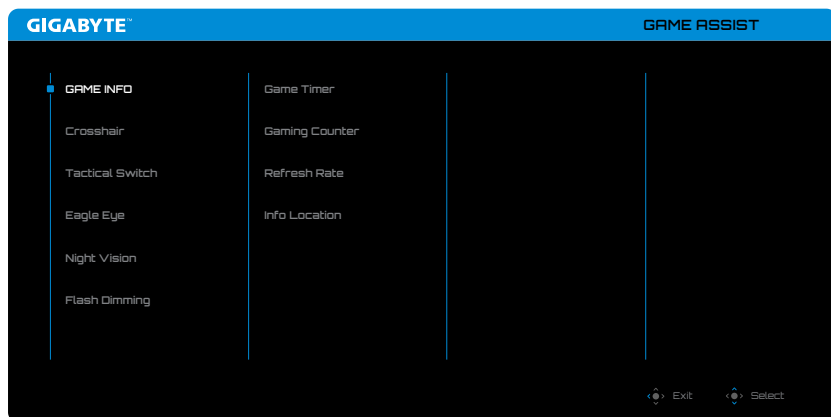 GIGABYTE™
GAME ASSIST
GAME INFO
Game Timer
Crosshair
Gaming Counter
Tactical Switch
Refresh Rate
Eagle Eye
Info Location
Night Vision
Flash Dimming
Exit
Select